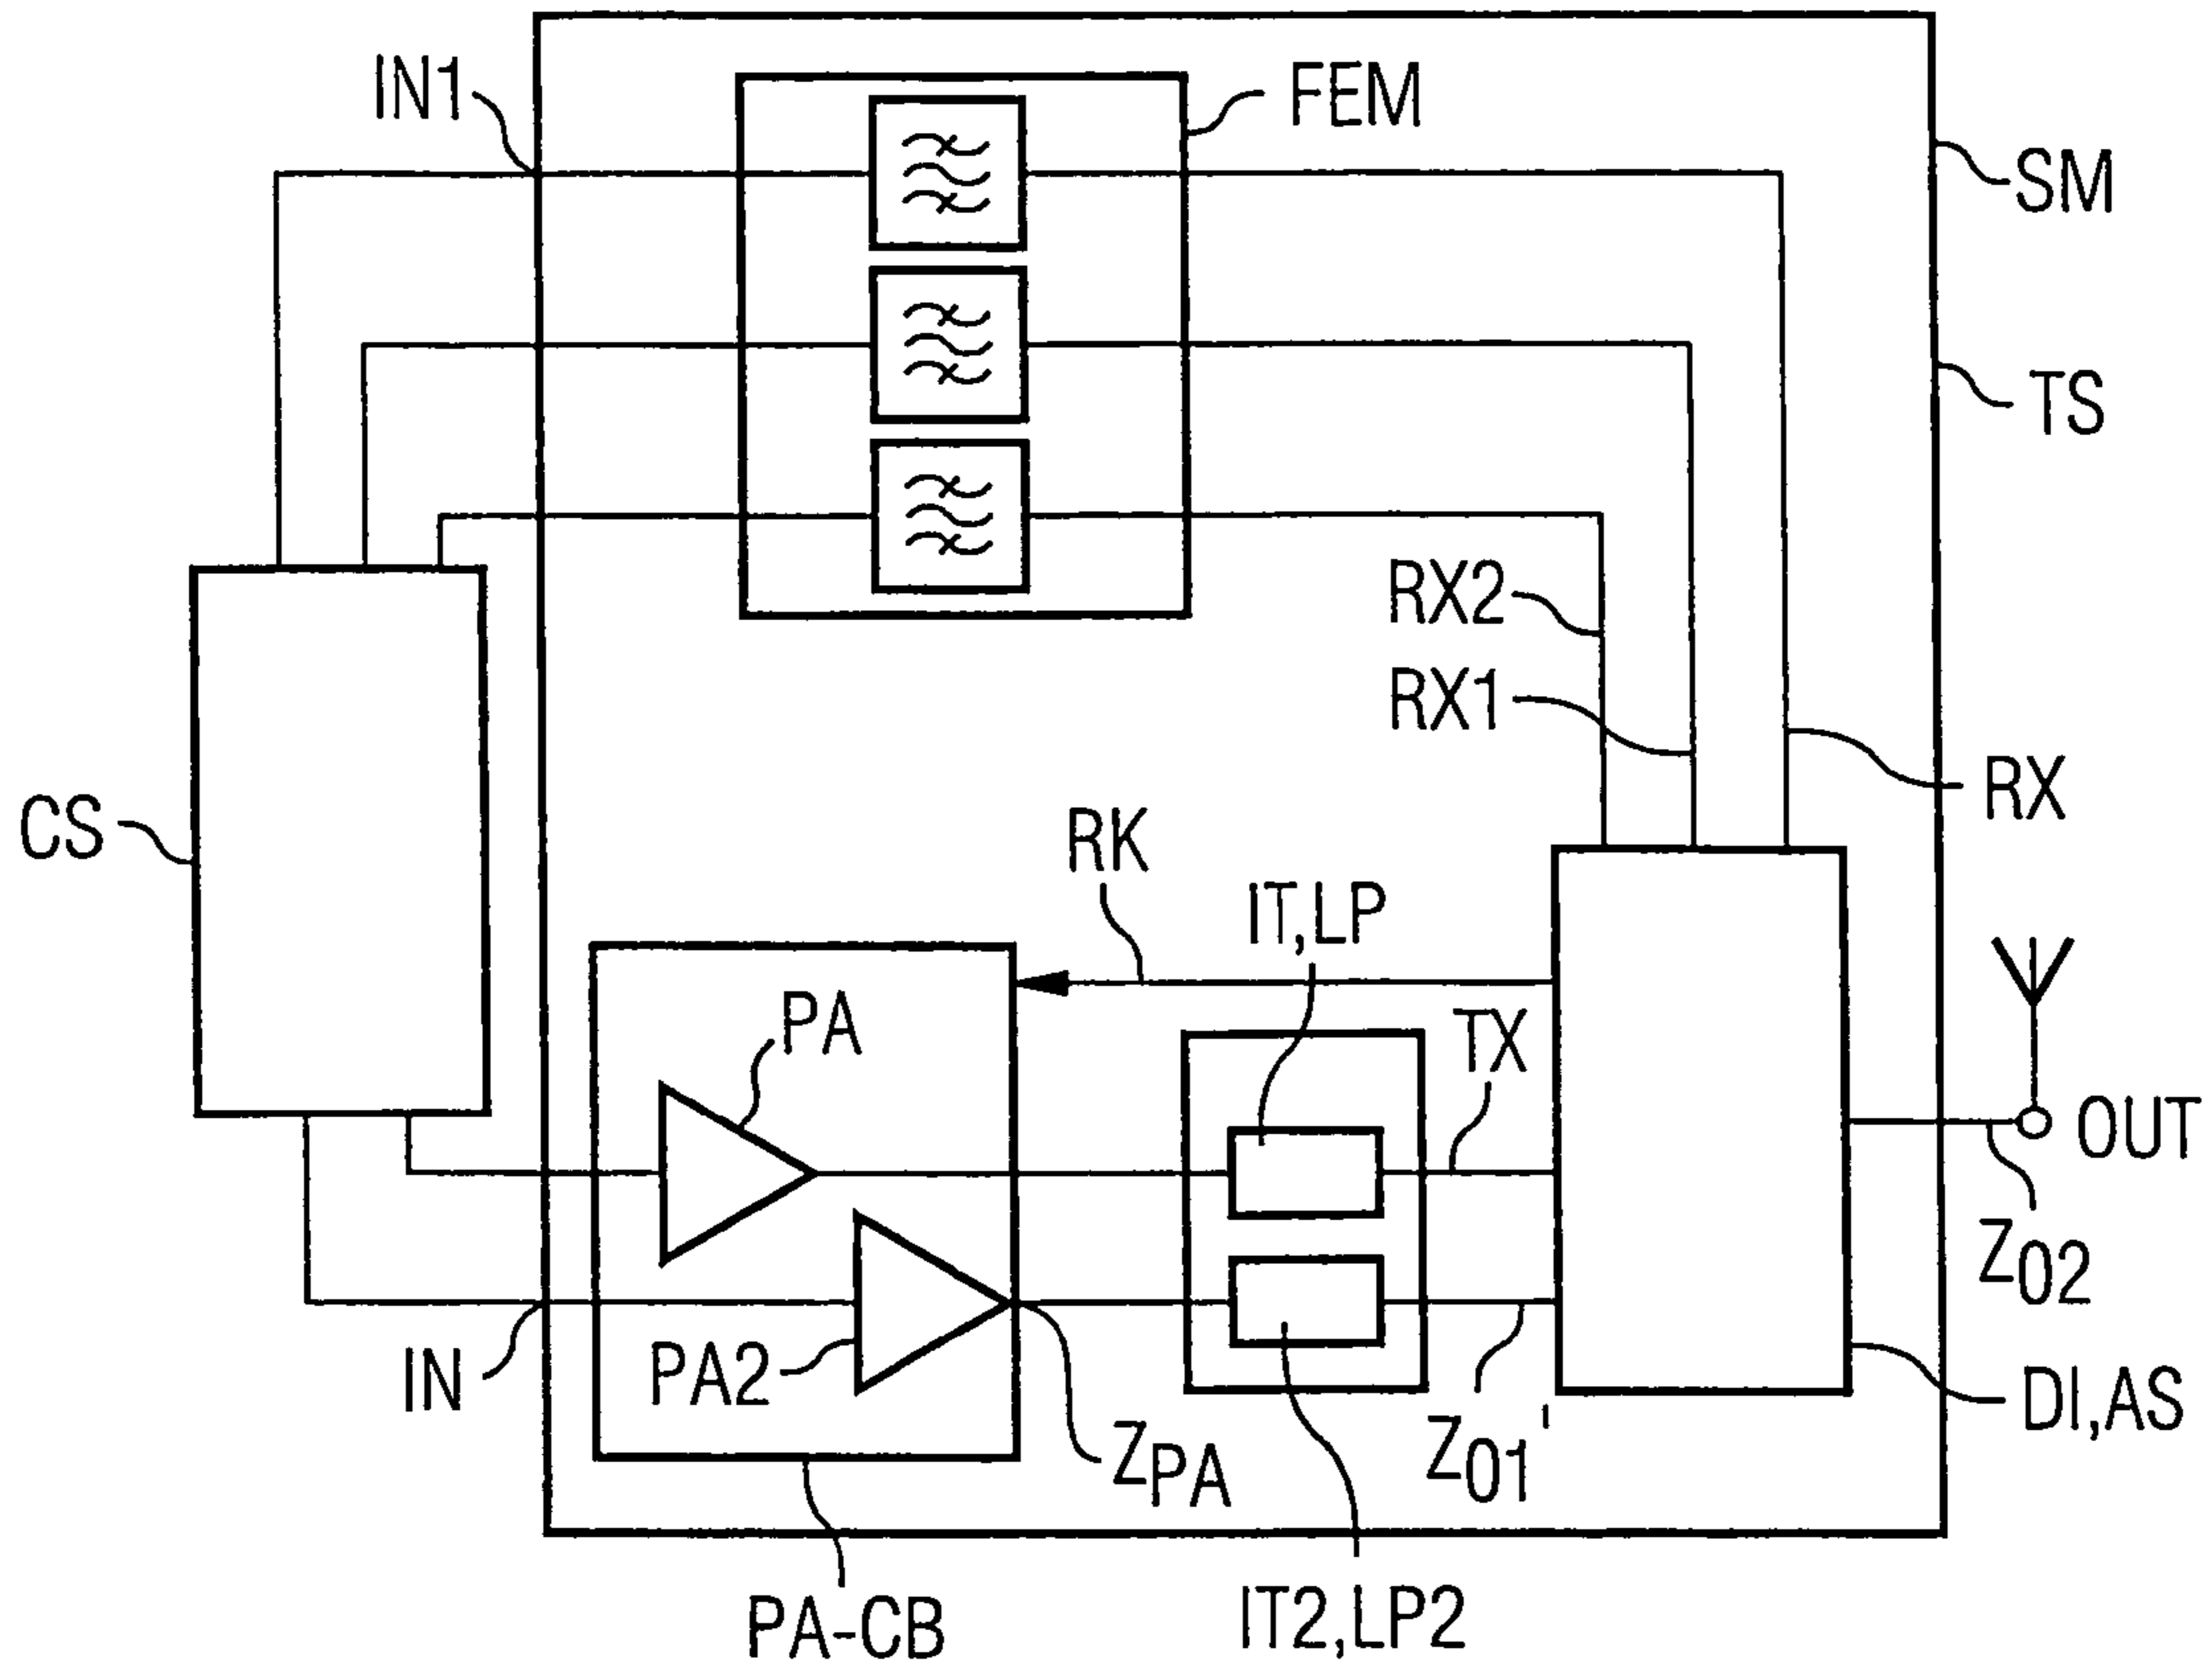 IN1
FEM
SM
TS
RX2
RX1
RX
CS
RK
IT,LP
PA
TX
OUT
Z02
IN
PA2
ZPA
Z01'
DI,AS
PA-CB
IT2,LP2